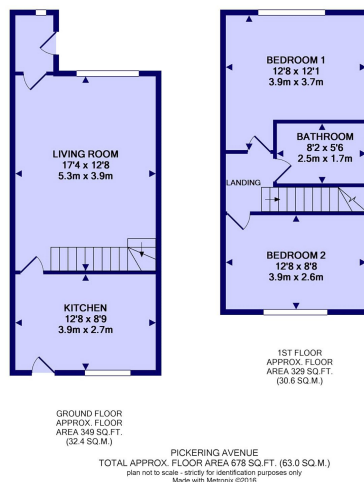 LIVING ROOM
17'4 x 12'8
5.3m x 3.9m
KITCHEN
12'8 x 8'9
3.9m x 2.7m
GROUND FLOOR
APPROX. FLOOR
AREA 349 SQ.FT.
(32.4 SQ.M.)
BEDROOM 1
12'8 x 12'1
3.9m x 3.7m
BATHROOM
8'2 x 5'6
2.5m x 1.7m
LANDING
BEDROOM 2
12'8 x 8'8
3.9m x 2.6m
1ST FLOOR
APPROX. FLOOR
AREA 329 SQ.FT.
(30.6 SQ.M.)
PICKERING AVENUE
TOTAL APPROX. FLOOR AREA 678 SQ.FT. (63.0 SQ.M.)
plan not to scale - strictly for identification purposes only
Made with Metropix ©2016